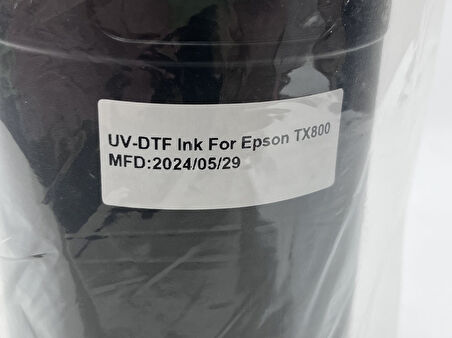 UV-DTF Ink For Epson TX800
MFD:2024/05/29